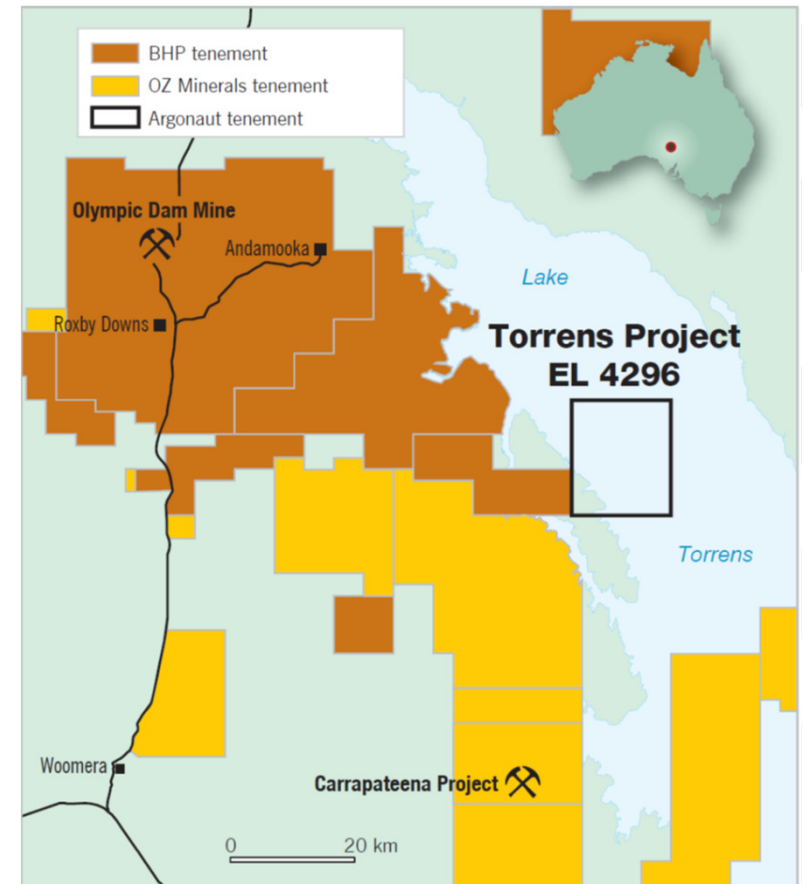 BHP tenement
OZ Minerals tenement
Argonaut tenement
Olympic Dam Mine
Andamooka
Lake
Roxby Downs
Torrens Project
EL 4296
Torrens
Woomera
Carrapateena Project
0 20 km